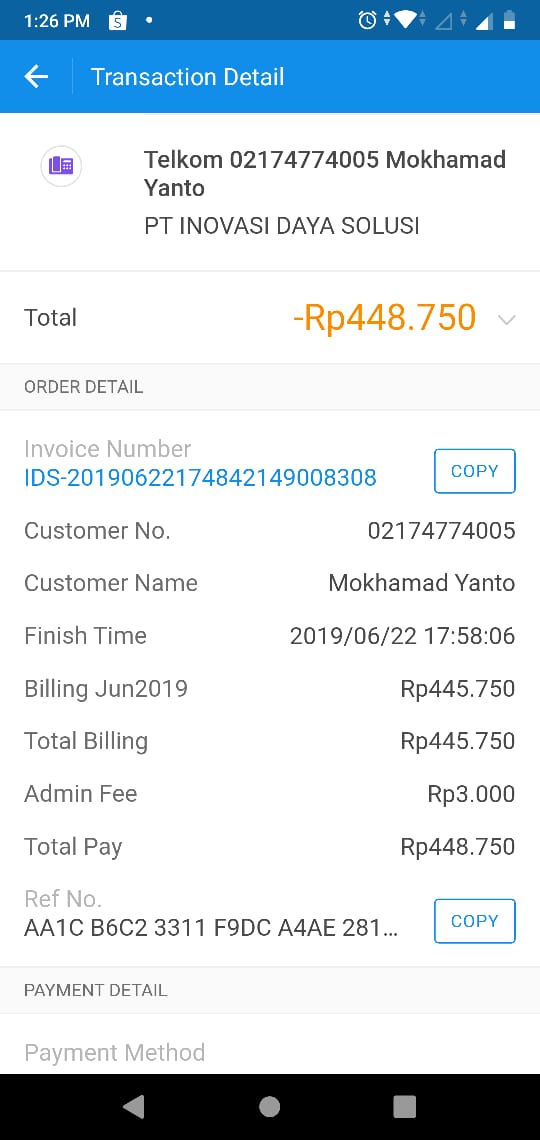 1:26 PM
Transaction Detail
Telkom 02174774005 Mokhamad
Yanto
PT INOVASI DAYA SOLUSI
Total -Rp448.750
ORDER DETAIL
Invoice Number
IDS-20190622174842149008308 COPY
Customer No. 02174774005
Customer Name Mokhamad Yanto
Finish Time 2019/06/22 17:58:06
Billing Jun2019 Rp445.750
Total Billing Rp445.750
Admin Fee Rp3.000
Total Pay Rp448.750
Ref No.
AA1C B6C2 3311 F9DC A4AE 281... COPY
PAYMENT DETAIL
Payment Method